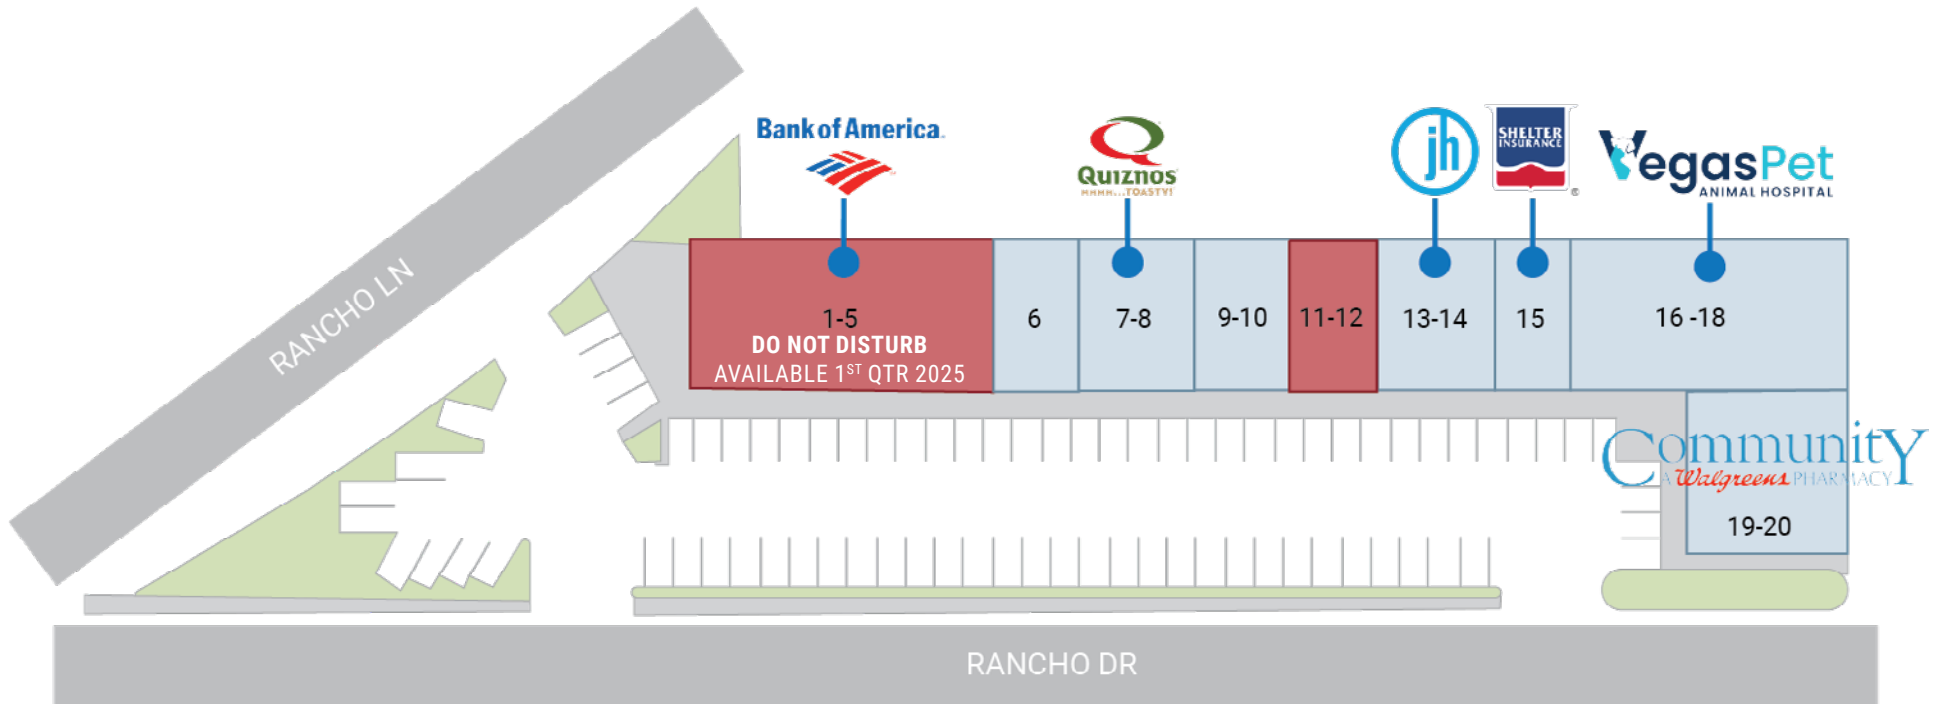 Bank of America
Quiznos
MMMM...TOASTY!
jh
SHELTER
INSURANCE
®
VegasPet
ANIMAL HOSPITAL
RANCHO LN
1-5
DO NOT DISTURB
AVAILABLE 1ST QTR 2025
6
7-8
9-10
11-12
13-14
15
16 -18
Community
A Walgreens PHARMACY
19-20
RANCHO DR